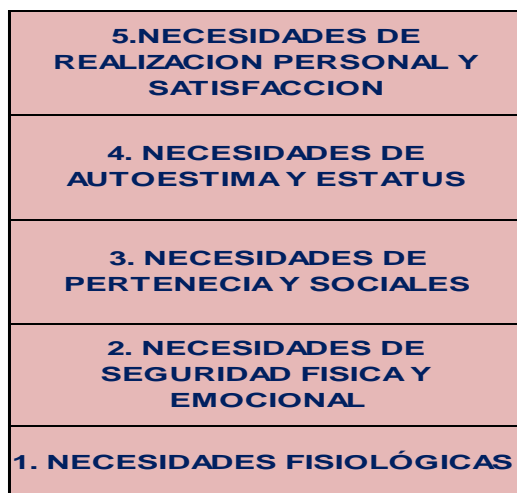 5.NECESIDADES DE
REALIZACION PERSONAL Y
SATISFACCION
4. NECESIDADES DE
AUTOESTIMA Y ESTATUS
3. NECESIDADES DE
PERTENECIA Y SOCIALES
2. NECESIDADES DE
SEGURIDAD FISICA Y
EMOCIONAL
1. NECESIDADES FISIOLÓGICAS